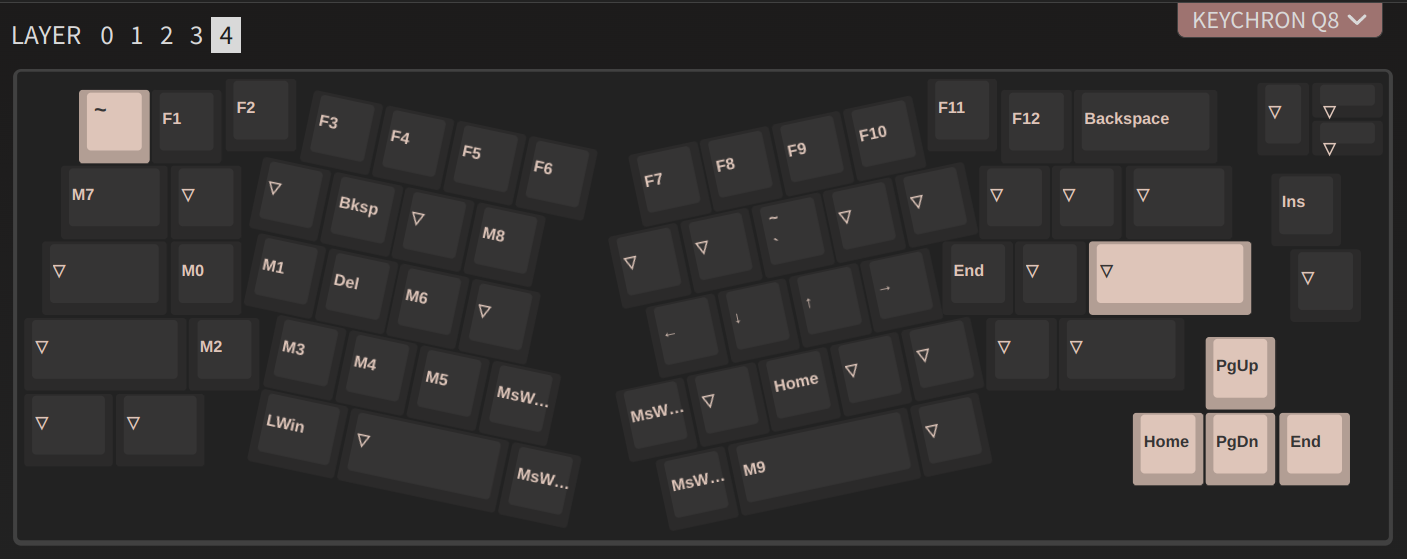 LAYER 0 1 2 3 4
KEYCHRON Q8
~ F1 F2 F3 F4 F5 F6 F7 F8 F9 F10 F11 F12 Backspace ▽ ▽
▽
M7 ▽ ▽ Bksp ▽ M8 ▽ ▽ ~ ▽ ▽ ▽ ▽ ▽ Ins
`
▽ M0 M1 Del M6 ▽ ← ↓ ↑ → End ▽ ▽ ▽
▽ M2 M3 M4 M5 MsW... MsW... ▽ Home ▽ ▽ ▽ ▽ PgUp
▽ ▽ LWin ▽ MsW... MsW... M9 ▽ Home PgDn End